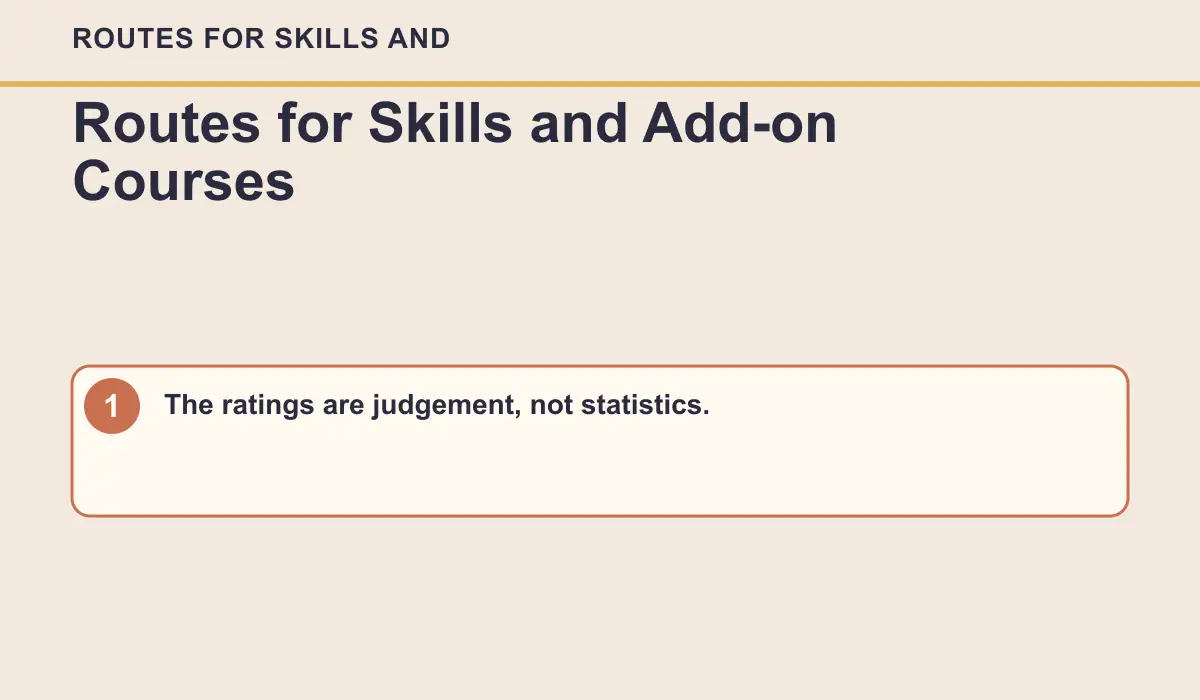 ROUTES FOR SKILLS AND
Routes for Skills and Add-on
Courses
1 The ratings are judgement, not statistics.